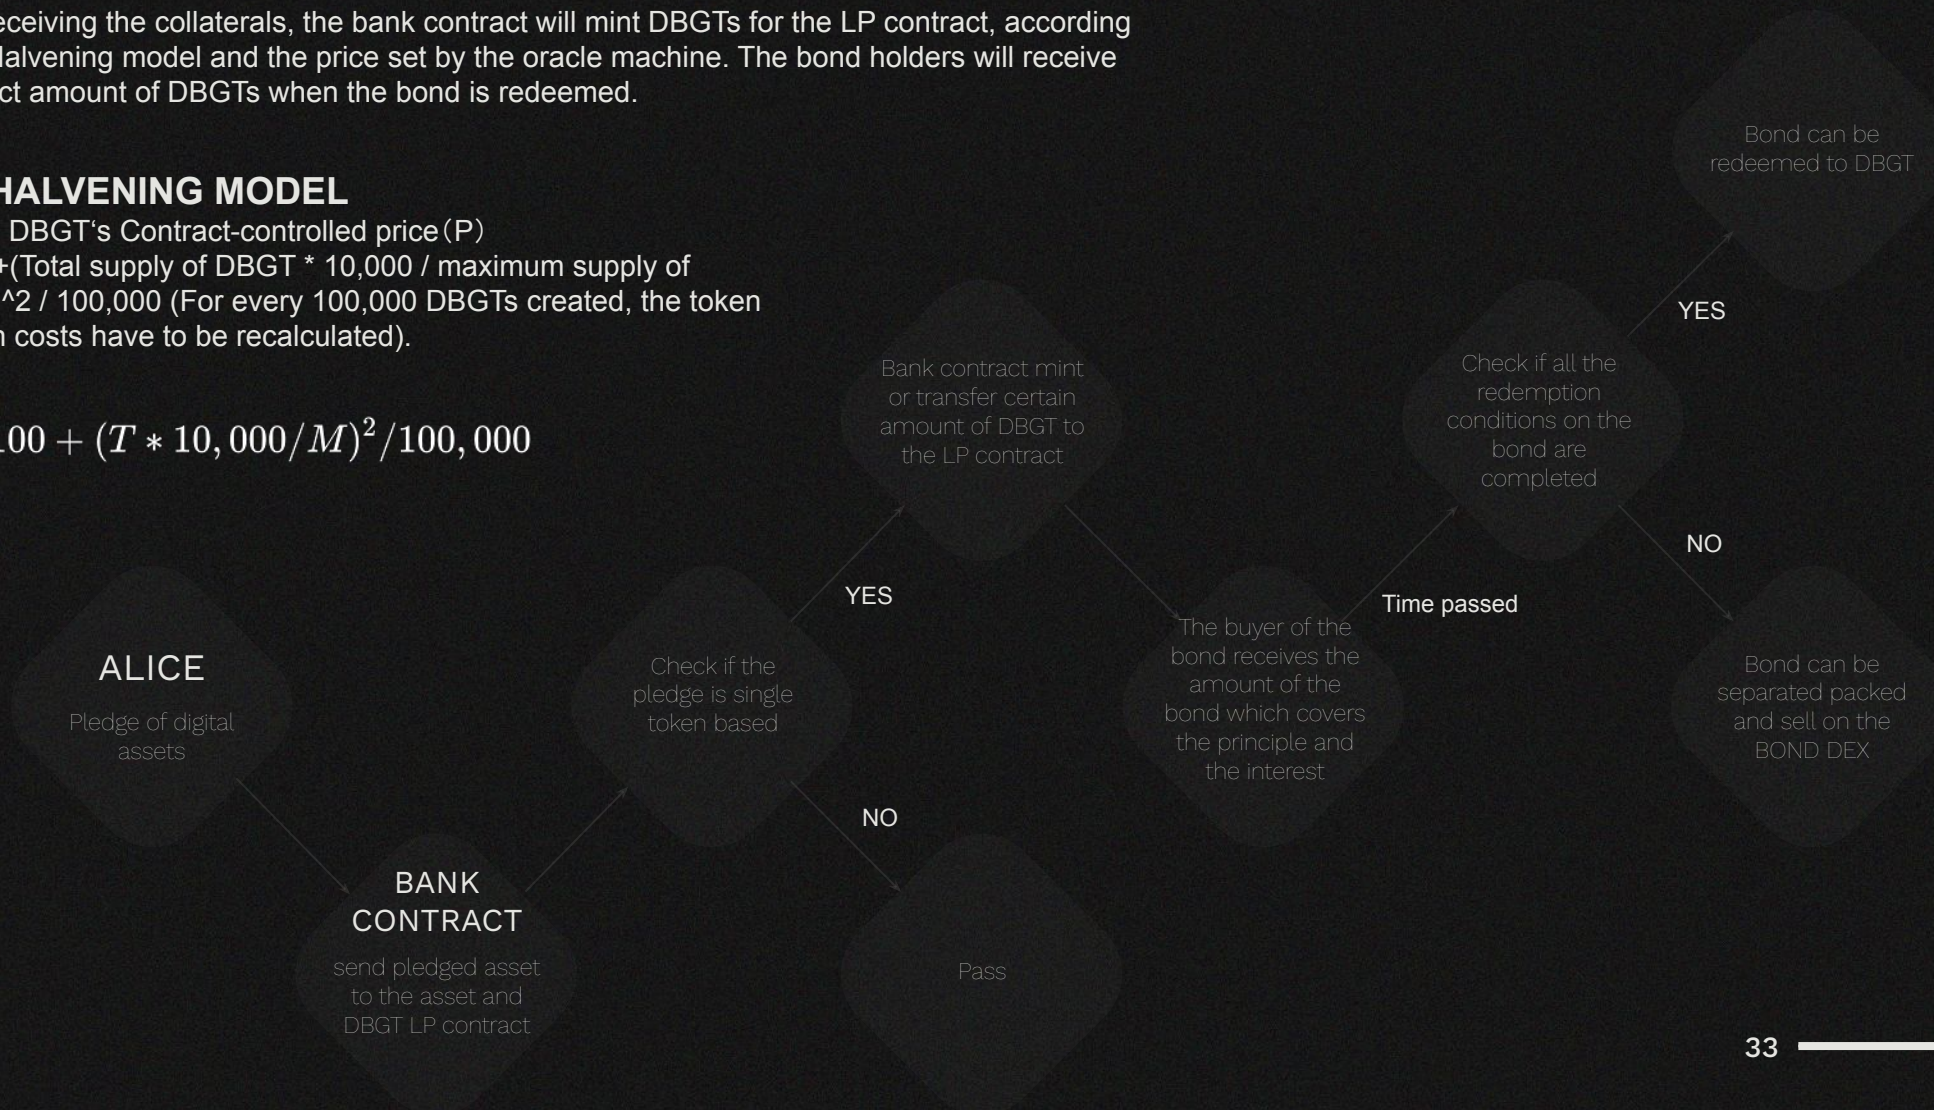 eceiving the collaterals, the bank contract will mint DBGTs for the LP contract, according
alvening model and the price set by the oracle machine. The bond holders will receive
ct amount of DBGTs when the bond is redeemed.
HALVENING MODEL
DBGT‘s Contract-controlled price（P）
+(Total supply of DBGT * 10,000 / maximum supply of
^2 / 100,000 (For every 100,000 DBGTs created, the token
n costs have to be recalculated).
100 + (T * 10,000/M)^2/100,000
ALICE
Pledge of digital
assets
BANK
CONTRACT
send pledged asset
to the asset and
DBGT LP contract
Check if the
pledge is single
token based
YES
NO
Bank contract mint
or transfer certain
amount of DBGT to
the LP contract
Pass
The buyer of the
bond receives the
amount of the
bond which covers
the principle and
the interest
Time passed
Check if all the
redemption
conditions on the
bond are
completed
YES
NO
Bond can be
redeemed to DBGT
Bond can be
separated packed
and sell on the
BOND DEX
33